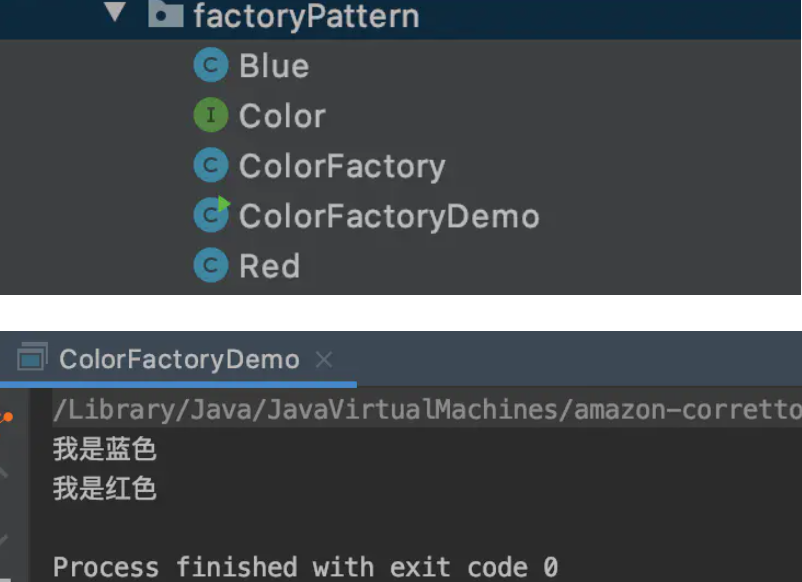 factoryPattern
C Blue
I Color
C ColorFactory
C ColorFactoryDemo
C Red
ColorFactoryDemo
/Library/Java/JavaVirtualMachines/amazon-corretto
我是蓝色
我是红色
Process finished with exit code 0